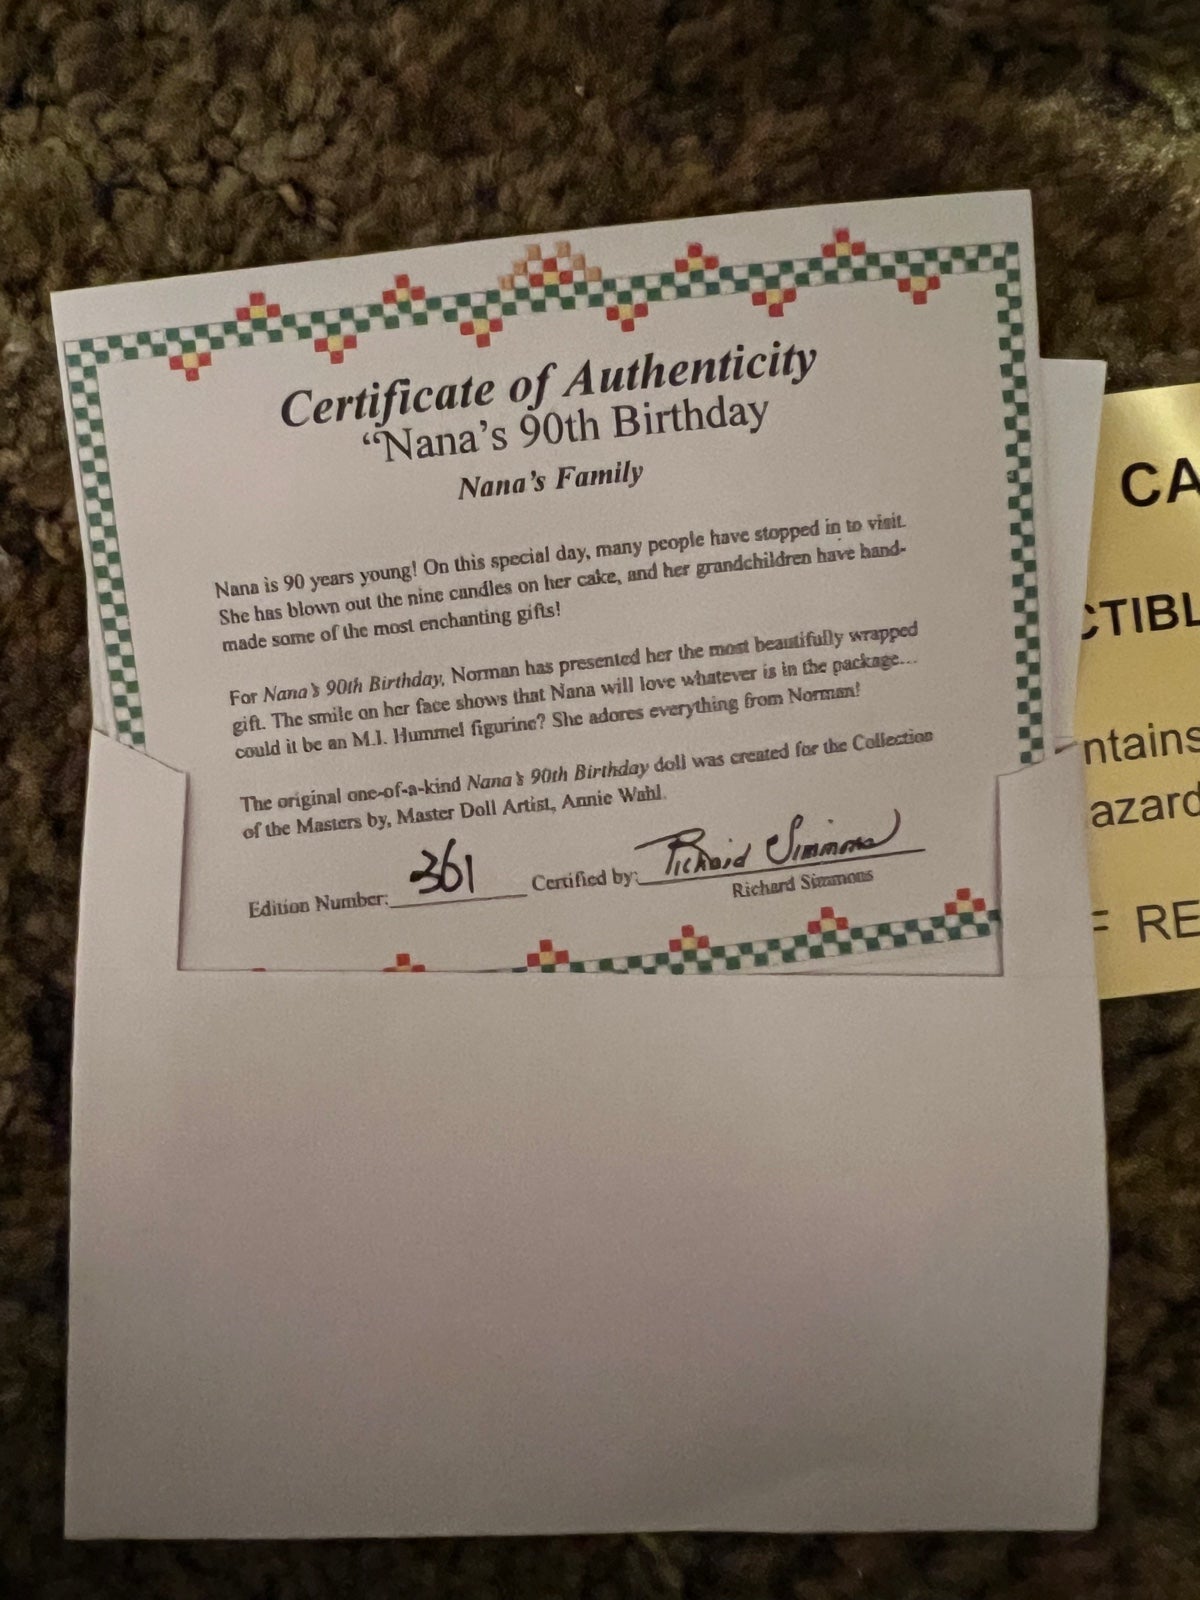 Certificate of Authenticity
“Nana’s 90th Birthday
Nana’s Family
Nana is 90 years young! On this special day, many people have stopped in to visit.
She has blown out the nine candles on her cake, and her grandchildren have hand-
made some of the most enchanting gifts!
For Nana’s 90th Birthday, Norman has presented her the most beautifully wrapped
gift. The smile on her face shows that Nana will love whatever is in the package...
could it be an M.I. Hummel figurine? She adores everything from Norman!
The original one-of-a-kind Nana’s 90th Birthday doll was created for the Collection
of the Masters by, Master Doll Artist, Annie Wahl.
Edition Number: 361 Certified by: Richard Simmons
Richard Simmons
CA
CTIBL
ntains
azard
F RE